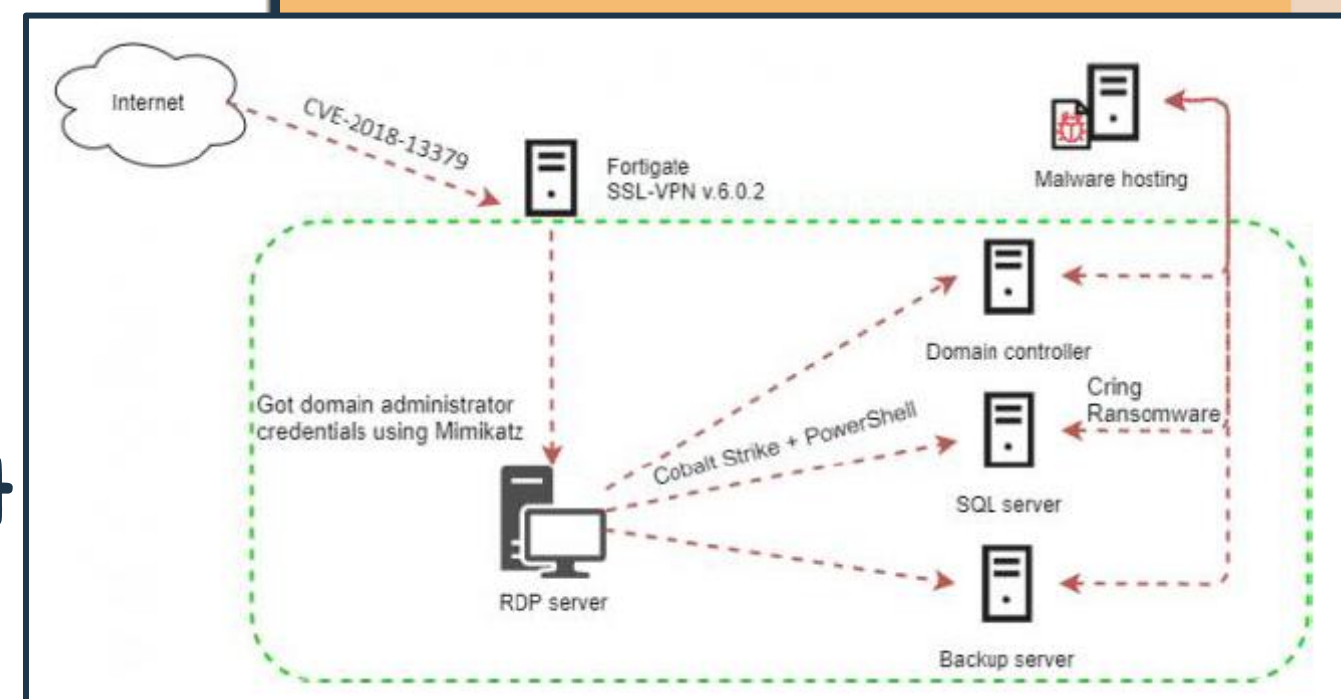 Internet
CVE-2018-13379
Fortigate
SSL-VPN v.6.0.2
Malware hosting
Domain controller
Got domain administrator
credentials using Mimikatz
Cobalt Strike + PowerShell
Cring
Ransomware
SQL server
RDP server
Backup server